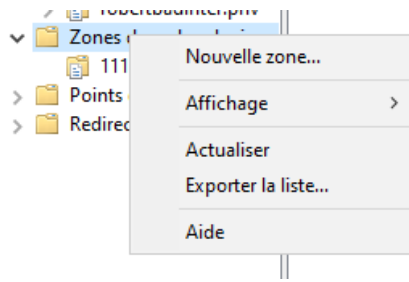 robertbadinter.priv
Zones
Nouvelle zone...
111
Points
Affichage
Redirec
Actualiser
Exporter la liste...
Aide